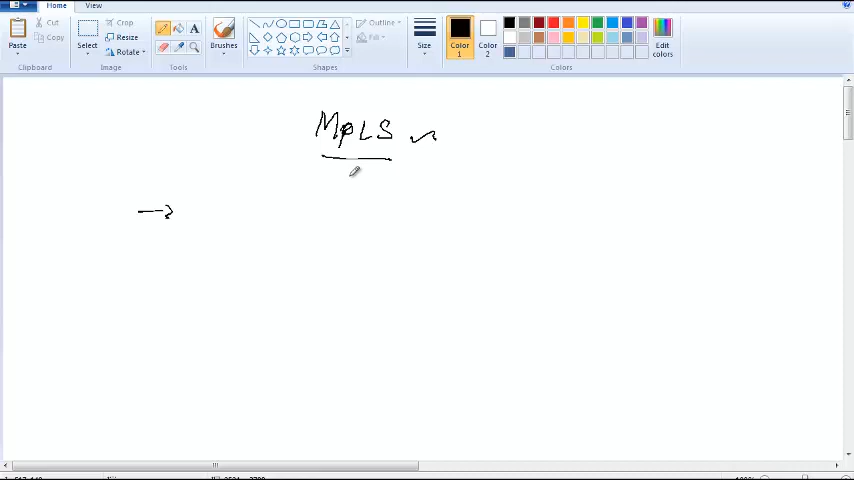 Home View
Cut
Copy
Paste
Clipboard
Select
Crop
Resize
Rotate
Image
A
Tools
Brushes
Outline
Fill
Shapes
Size
Color
1
Color
2
Edit
colors
Colors
MPLS